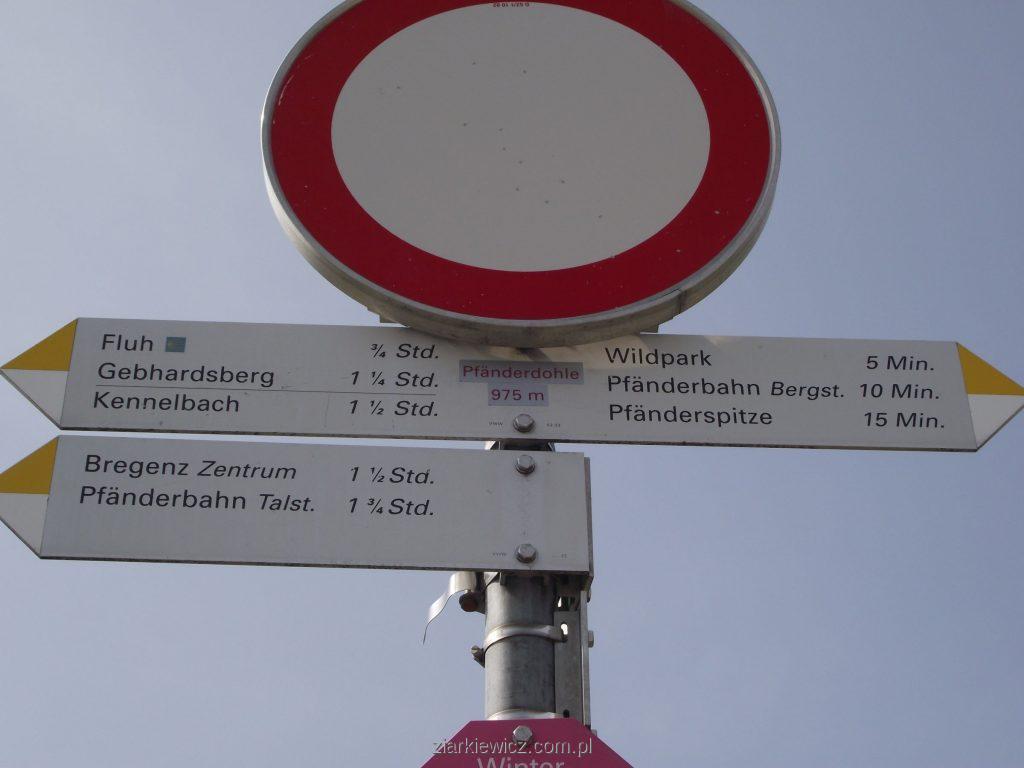 Fluh ¾ Std.
Gebhardsberg 1 ¼ Std.
Kennelbach 1 ½ Std.
Pfänderdohle
975 m
Wildpark 5 Min.
Pfänderbahn Bergst. 10 Min.
Pfänderspitze 15 Min.
Bregenz Zentrum 1 ½ Std.
Pfänderbahn Talst. 1 ¾ Std.
ziarkiewicz.com.pl
Winter